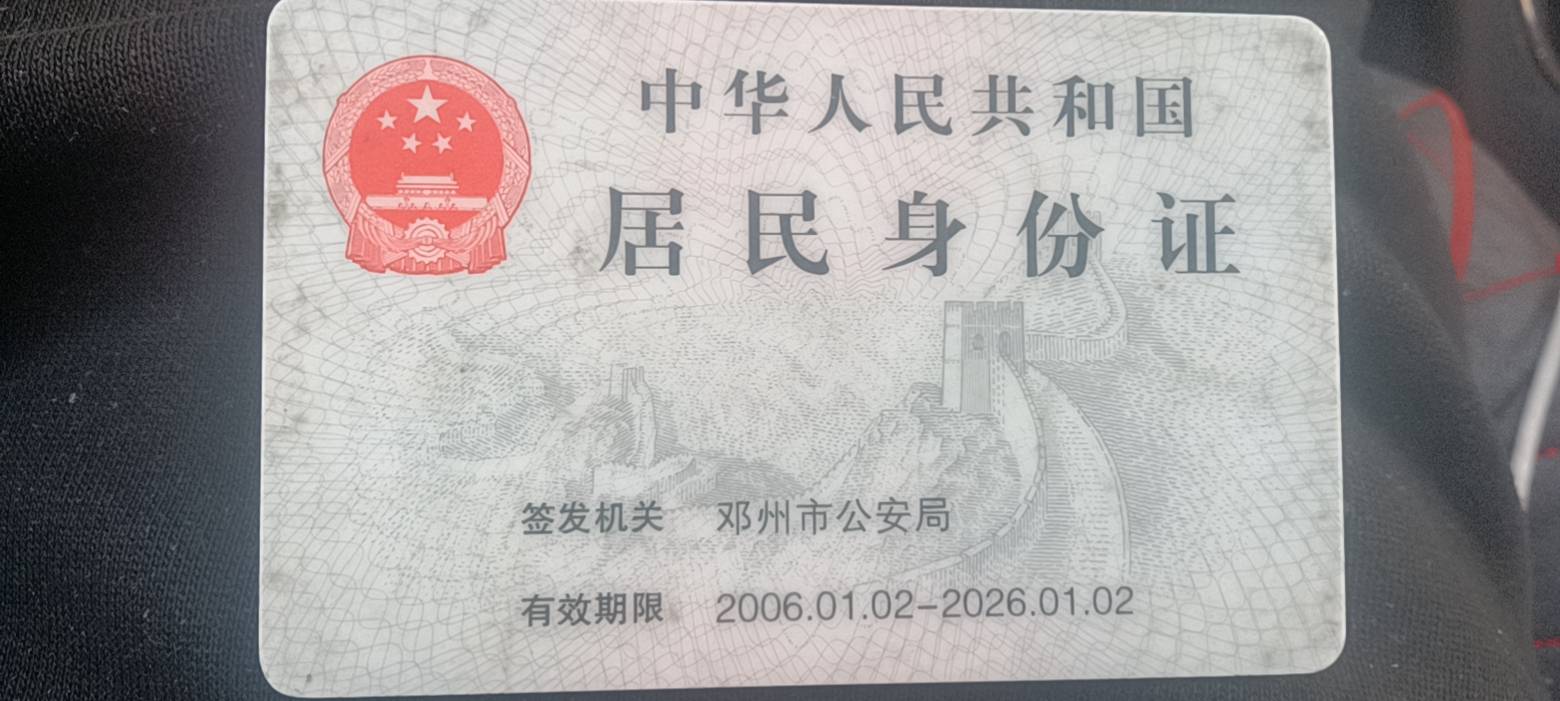 中华人民共和国
居民身份证
签发机关 邓州市公安局
有效期限 2006.01.02-2026.01.02